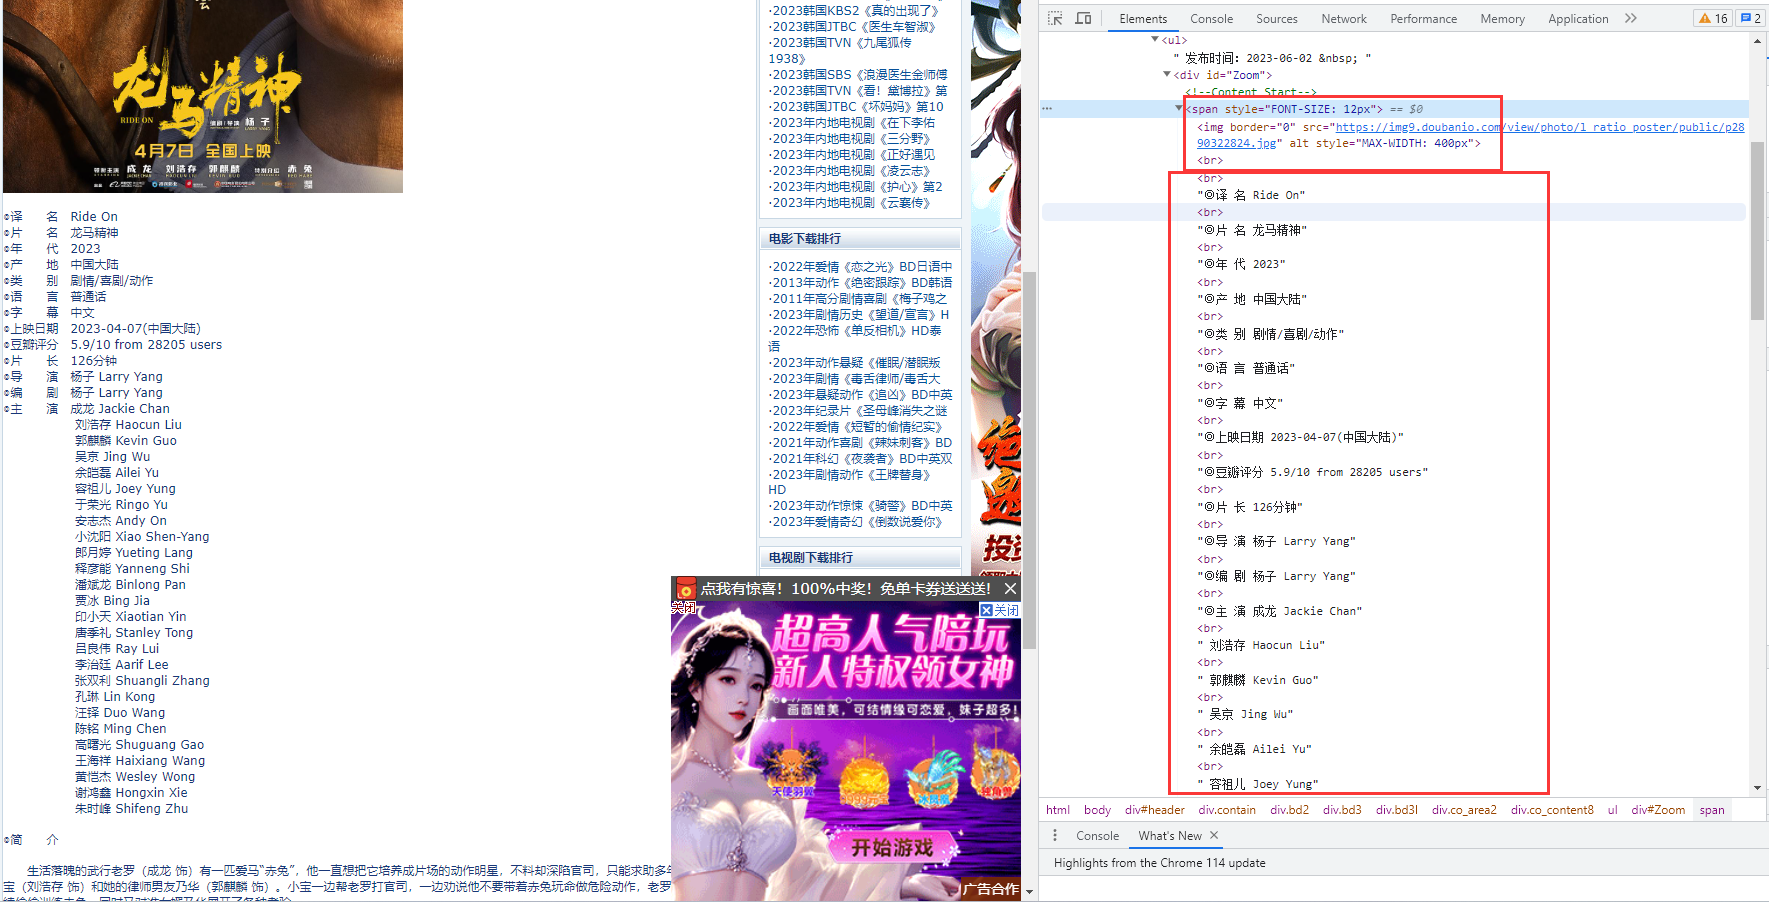 龙马精神
RIDE ON
编剧/导演 杨子
LARRY YANG
4月7日 全国上映
领衔主演 成龙 刘浩存 郭麒麟 特别介绍 赤兔
◎译 名 Ride On
◎片 名 龙马精神
◎年 代 2023
◎产 地 中国大陆
◎类 别 剧情/喜剧/动作
◎语 言 普通话
◎字 幕 中文
◎上映日期 2023-04-07(中国大陆)
◎豆瓣评分 5.9/10 from 28205 users
◎片 长 126分钟
◎导 演 杨子 Larry Yang
◎编 剧 杨子 Larry Yang
◎主 演 成龙 Jackie Chan
刘浩存 Haocun Liu
郭麒麟 Kevin Guo
吴京 Jing Wu
余皑磊 Ailei Yu
容祖儿 Joey Yung
于荣光 Ringo Yu
安志杰 Andy On
小沈阳 Xiao Shen-Yang
郎月婷 Yueting Lang
释彦能 Yanneng Shi
潘斌龙 Binlong Pan
贾冰 Bing Jia
印小天 Xiaotian Yin
唐季礼 Stanley Tong
吕良伟 Ray Lui
李治廷 Aarif Lee
张双利 Shuangli Zhang
孔琳 Lin Kong
汪铎 Duo Wang
陈铭 Ming Chen
高曙光 Shuguang Gao
王海祥 Haixiang Wang
黄恺杰 Wesley Wong
谢鸿鑫 Hongxin Xie
朱时峰 Shifeng Zhu
◎简 介
生活落魄的武行老罗（成龙 饰）有一匹爱马“赤兔”，他一直想把它培养成片场的动作明星，不料却深陷官司，只能求助多年
宝（刘浩存 饰）和她的律师男友乃华（郭麒麟 饰）。小宝一边帮老罗打官司，一边劝说他不要带着赤兔玩命做危险动作，老罗
·2023韩国KBS2《真的出现了》
·2023韩国JTBC《医生车智淑》
·2023韩国TVN《九尾狐传
1938》
·2023韩国SBS《浪漫医生金师傅
·2023韩国TVN《看！黛博拉》第
·2023韩国JTBC《坏妈妈》第10
·2023年内地电视剧《在下李佑
·2023年内地电视剧《三分野》
·2023年内地电视剧《正好遇见
·2023年内地电视剧《凌云志》
·2023年内地电视剧《护心》第2
·2023年内地电视剧《云襄传》
电影下载排行
·2022年爱情《恋之光》BD日语中
·2013年动作《绝密跟踪》BD韩语
·2011年高分剧情喜剧《梅子鸡之
·2023年剧情历史《望道/宣言》H
·2022年恐怖《单反相机》HD泰
语
·2023年动作悬疑《催眠/潜眠叛
·2023年剧情《毒舌律师/毒舌大
·2023年悬疑动作《追凶》BD中英
·2023年纪录片《圣母峰消失之谜
·2022年爱情《短暂的偷情纪实》
·2021年动作喜剧《辣妹刺客》BD
·2021年科幻《夜袭者》BD中英双
·2023年剧情动作《王牌替身》
HD
·2023年动作惊悚《骑警》BD中英
·2023年爱情奇幻《倒数说爱你》
电视剧下载排行
点我有惊喜！100%中奖！免单卡券送送送！
关闭
关闭
超高人气陪玩
新人特权领女神
画面唯美，可结情缘可恋爱，妹子超多！
天使羽翼
冰凤凰
独角兽
开始游戏
广告合作
投资
Elements Console Sources Network Performance Memory Application 16 2
<ul>
" 发布时间：2023-06-02 &nbsp; "
<div id="Zoom">
<!--Content Start-->
<span style="FONT-SIZE: 12px"> == $0
<img border="0" src="https://img9.doubanio.com/view/photo/l_ratio_poster/public/p28
90322824.jpg" alt style="MAX-WIDTH: 400px">
<br>
<br>
"◎译 名 Ride On"
<br>
"◎片 名 龙马精神"
<br>
"◎年 代 2023"
<br>
"◎产 地 中国大陆"
<br>
"◎类 别 剧情/喜剧/动作"
<br>
"◎语 言 普通话"
<br>
"◎字 幕 中文"
<br>
"◎上映日期 2023-04-07(中国大陆)"
<br>
"◎豆瓣评分 5.9/10 from 28205 users"
<br>
"◎片 长 126分钟"
<br>
"◎导 演 杨子 Larry Yang"
<br>
"◎编 剧 杨子 Larry Yang"
<br>
"◎主 演 成龙 Jackie Chan"
<br>
" 刘浩存 Haocun Liu"
<br>
" 郭麒麟 Kevin Guo"
<br>
" 吴京 Jing Wu"
<br>
" 余皑磊 Ailei Yu"
<br>
" 容祖儿 Joey Yung"
html body div#header div.contain div.bd2 div.bd3 div.bd3l div.co_area2 div.co_content8 ul div#Zoom span
Console What's New
Highlights from the Chrome 114 update